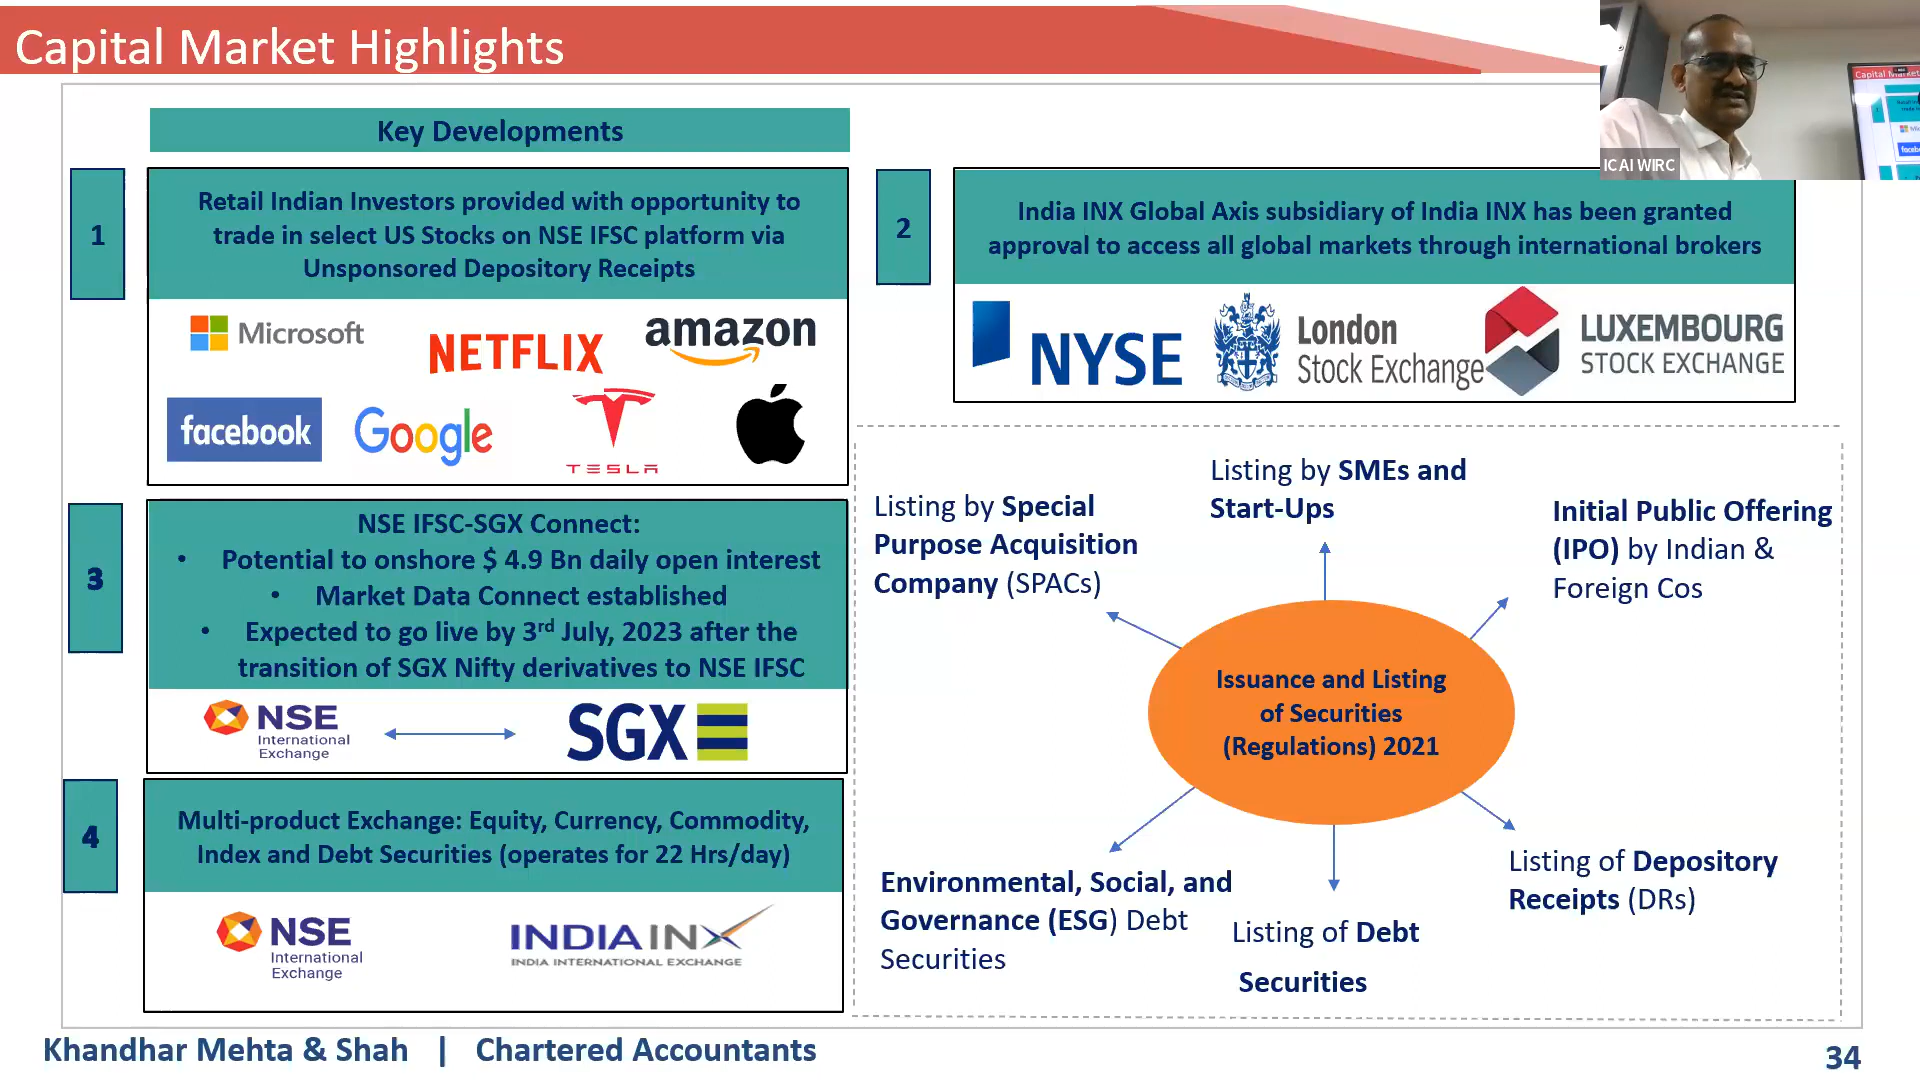 Capital Market Highlights
ICAI WIRC
Key Developments
1
Retail Indian Investors provided with opportunity to
trade in select US Stocks on NSE IFSC platform via
Unsponsored Depository Receipts
Microsoft
NETFLIX
amazon
facebook
Google
TESLA
2
India INX Global Axis subsidiary of India INX has been granted
approval to access all global markets through international brokers
NYSE
London
Stock Exchange
LUXEMBOURG
STOCK EXCHANGE
3
NSE IFSC-SGX Connect:
• Potential to onshore $ 4.9 Bn daily open interest
• Market Data Connect established
• Expected to go live by 3rd July, 2023 after the
transition of SGX Nifty derivatives to NSE IFSC
NSE
International
Exchange
SGX
4
Multi-product Exchange: Equity, Currency, Commodity,
Index and Debt Securities (operates for 22 Hrs/day)
NSE
International
Exchange
INDIA INX
INDIA INTERNATIONAL EXCHANGE
Listing by Special
Purpose Acquisition
Company (SPACs)
Listing by SMEs and
Start-Ups
Initial Public Offering
(IPO) by Indian &
Foreign Cos
Issuance and Listing
of Securities
(Regulations) 2021
Environmental, Social, and
Governance (ESG) Debt
Securities
Listing of Debt
Securities
Listing of Depository
Receipts (DRs)
Khandhar Mehta & Shah | Chartered Accountants
34